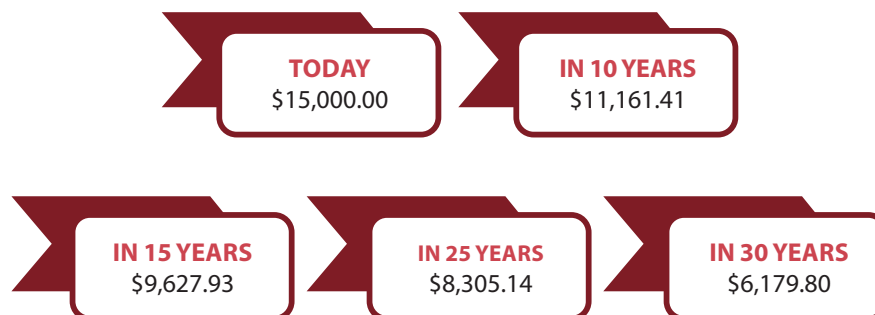 TODAY
$15,000.00
IN 10 YEARS
$11,161.41
IN 15 YEARS
$9,627.93
IN 25 YEARS
$8,305.14
IN 30 YEARS
$6,179.80